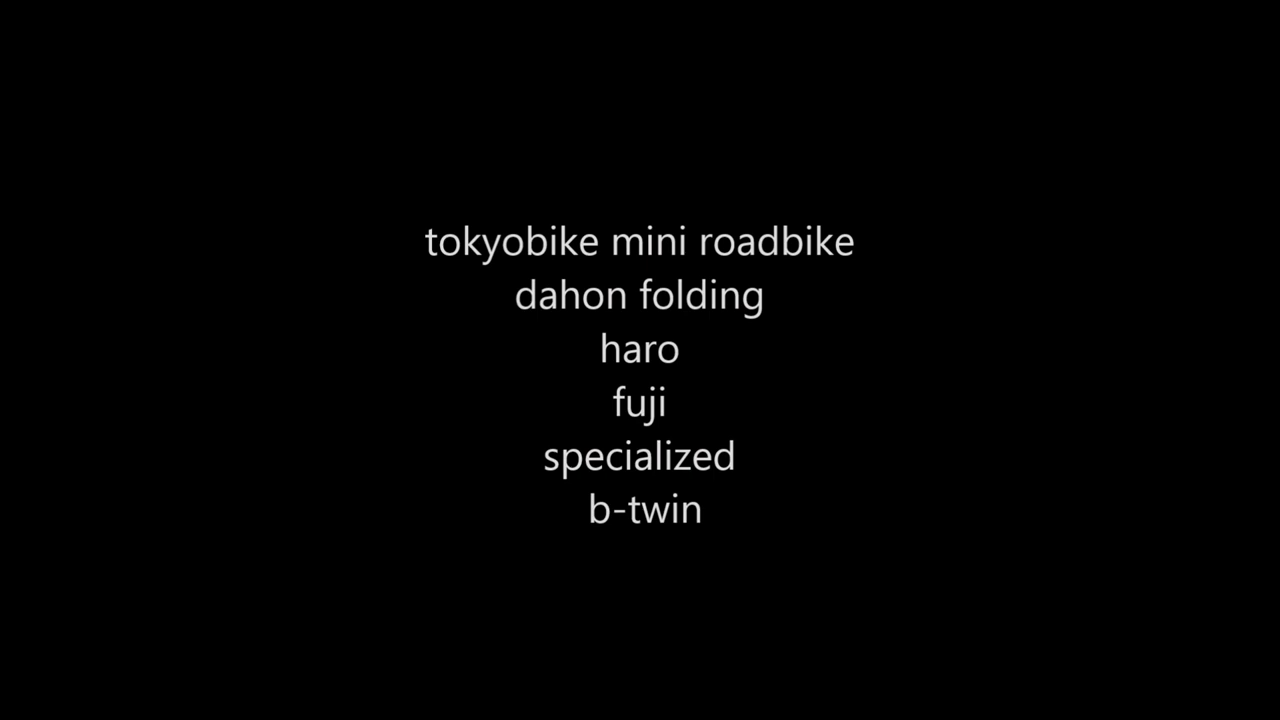 tokyobike mini roadbike
dahon folding
haro
fuji
specialized
b-twin